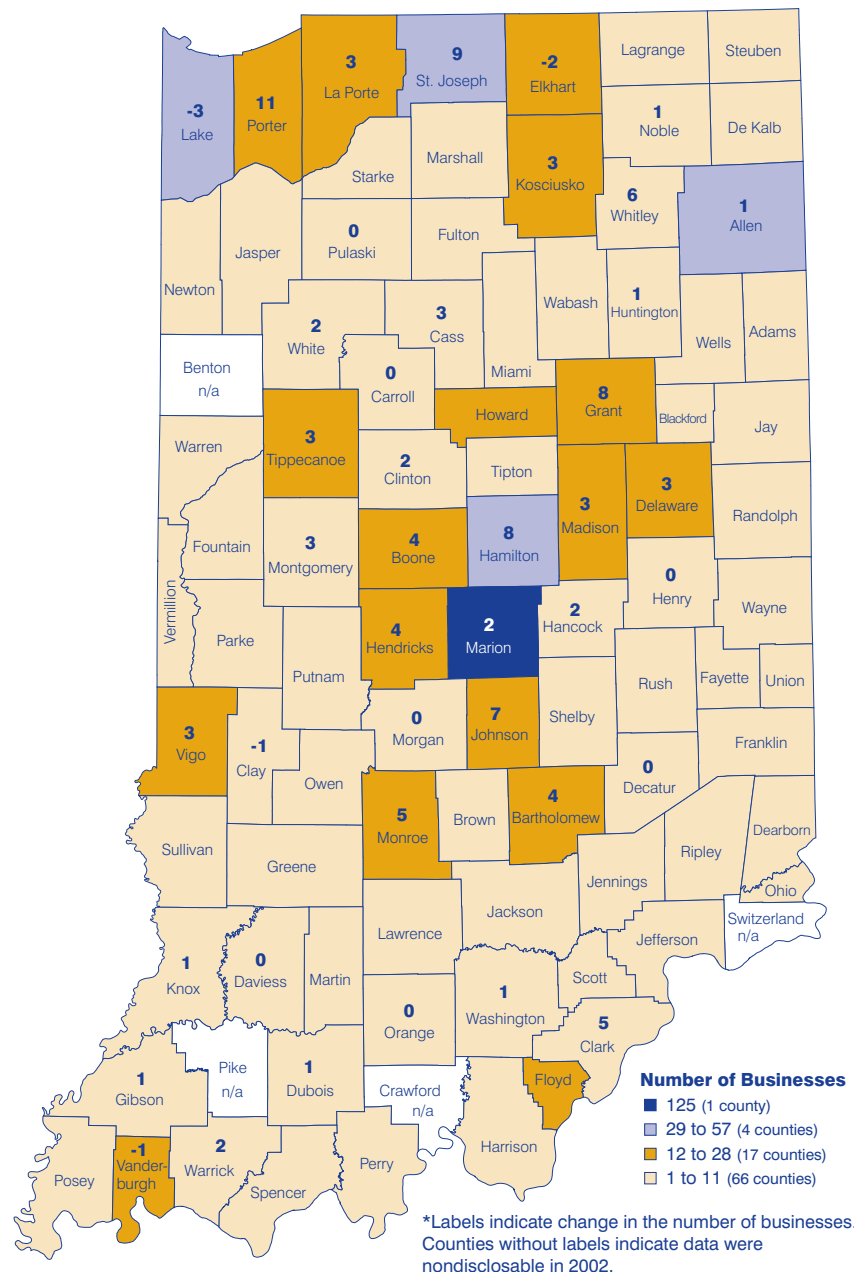 Lagrange
Steuben
9
St. Joseph
-2
Elkhart
3
La Porte
-3
Lake
11
Porter
1
Noble
De Kalb
Starke
Marshall
3
Kosciusko
6
Whitley
1
Allen
Newton
Jasper
0
Pulaski
Fulton
Wabash
1
Huntington
Wells
Adams
2
White
3
Cass
Miami
Benton
n/a
0
Carroll
Howard
8
Grant
Blackford
Jay
Warren
3
Tippecanoe
2
Clinton
Tipton
3
Madison
3
Delaware
Randolph
Fountain
3
Montgomery
4
Boone
8
Hamilton
0
Henry
Wayne
Vermillion
Parke
Putnam
4
Hendricks
2
Marion
2
Hancock
Rush
Fayette
Union
3
Vigo
-1
Clay
Owen
0
Morgan
7
Johnson
Shelby
0
Decatur
Franklin
Sullivan
Greene
5
Monroe
Brown
4
Bartholomew
Jennings
Ripley
Dearborn
Ohio
1
Knox
0
Daviess
Martin
Lawrence
Jackson
Jefferson
Switzerland
n/a
0
Orange
1
Washington
Scott
5
Clark
1
Gibson
Pike
n/a
1
Dubois
Crawford
n/a
Floyd
Harrison
Posey
-1
Vander-
burgh
2
Warrick
Spencer
Perry
Number of Businesses
125 (1 county)
29 to 57 (4 counties)
12 to 28 (17 counties)
1 to 11 (66 counties)
*Labels indicate change in the number of businesses.
Counties without labels indicate data were
nondisclosable in 2002.